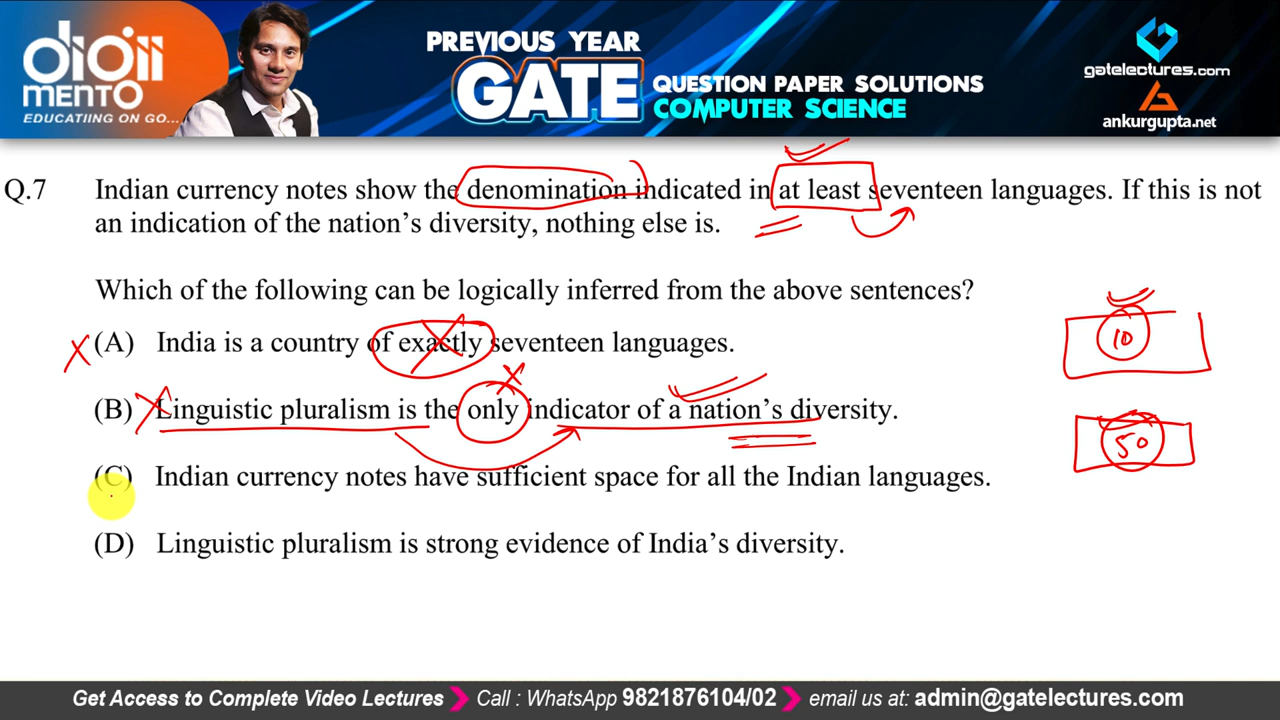 digii
MENTO
EDUCATIING ON GO...
PREVIOUS YEAR
GATE
QUESTION PAPER SOLUTIONS
COMPUTER SCIENCE
gatelectures.com
ankurgupta.net
Q.7 Indian currency notes show the denomination indicated in at least seventeen languages. If this is not
an indication of the nation's diversity, nothing else is.
Which of the following can be logically inferred from the above sentences?
X (A) India is a country of exactly seventeen languages.
10
X
(B) X Linguistic pluralism is the only indicator of a nation's diversity.
50
(C) Indian currency notes have sufficient space for all the Indian languages.
(D) Linguistic pluralism is strong evidence of India's diversity.
Get Access to Complete Video Lectures Call : WhatsApp 9821876104/02 email us at: admin@gatelectures.com